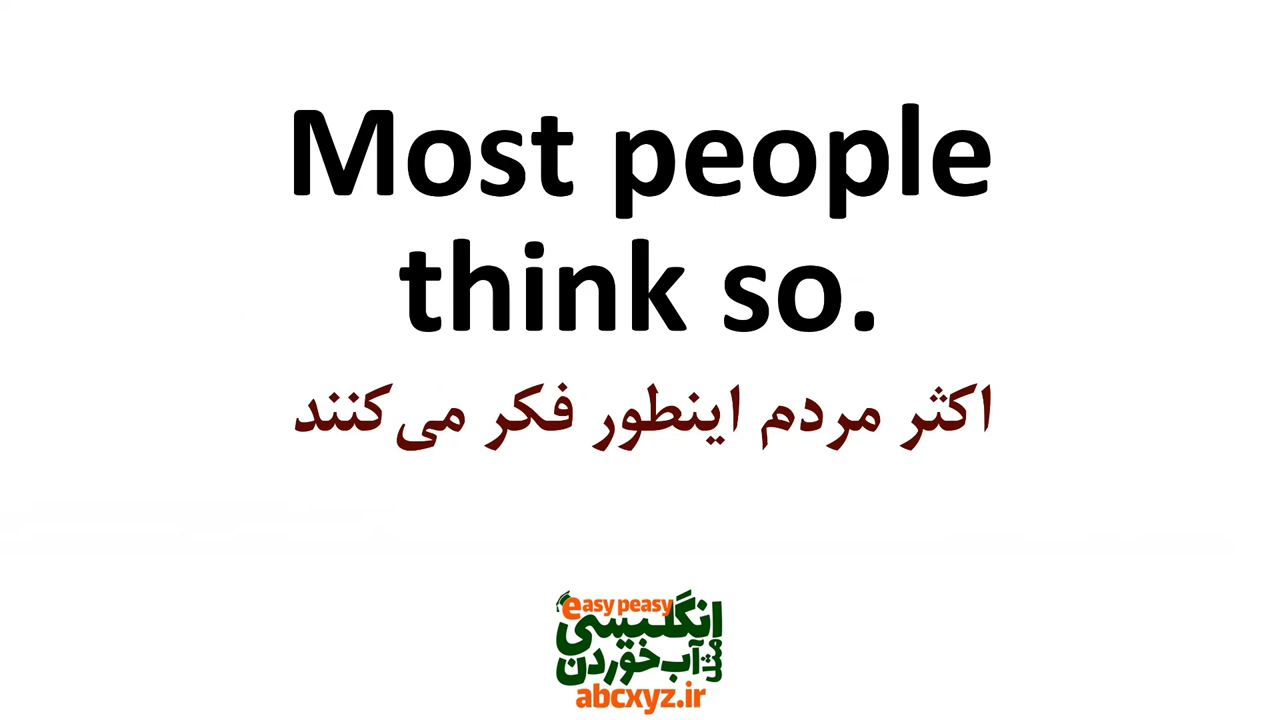 Most people
think so.
اکثر مردم اینطور فکر می‌کنند
easy peasy
انگلیسی
مثل آب خوردن
abcxyz.ir